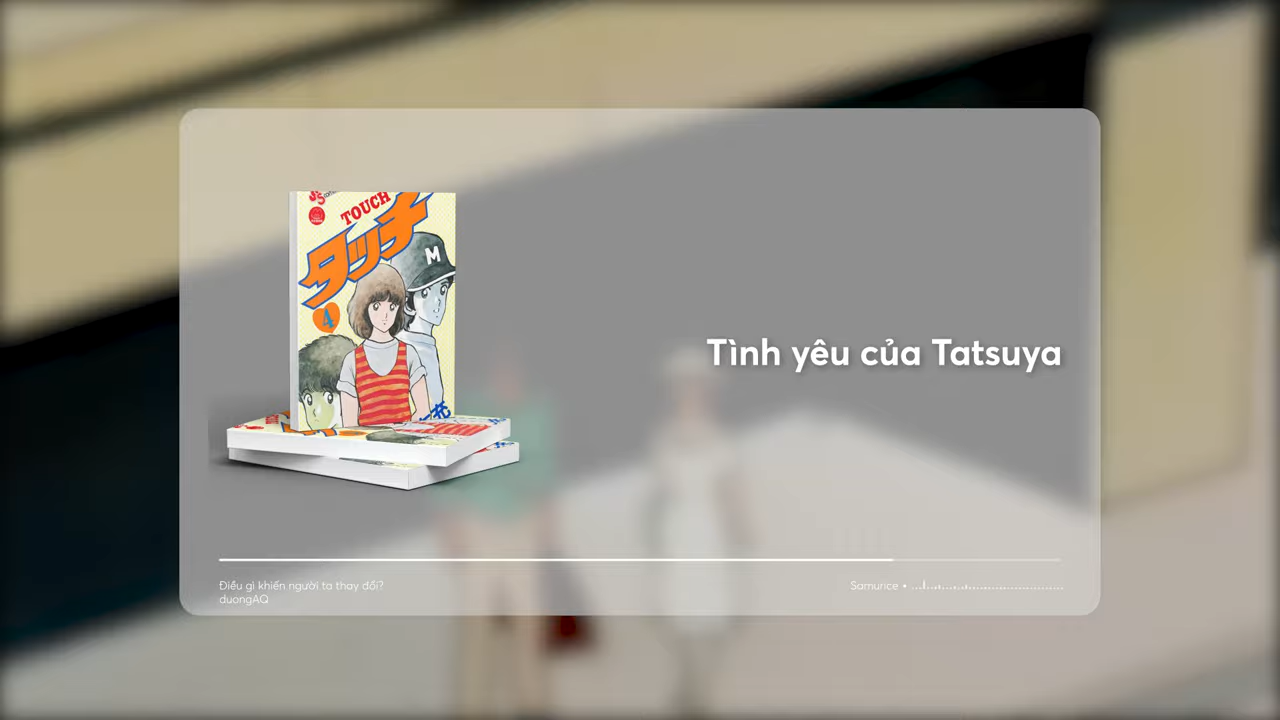 TOUCH
タッチ
M
4
Tình yêu của Tatsuya
Điều gì khiến người ta thay đổi?
duongAQ
Samurice •